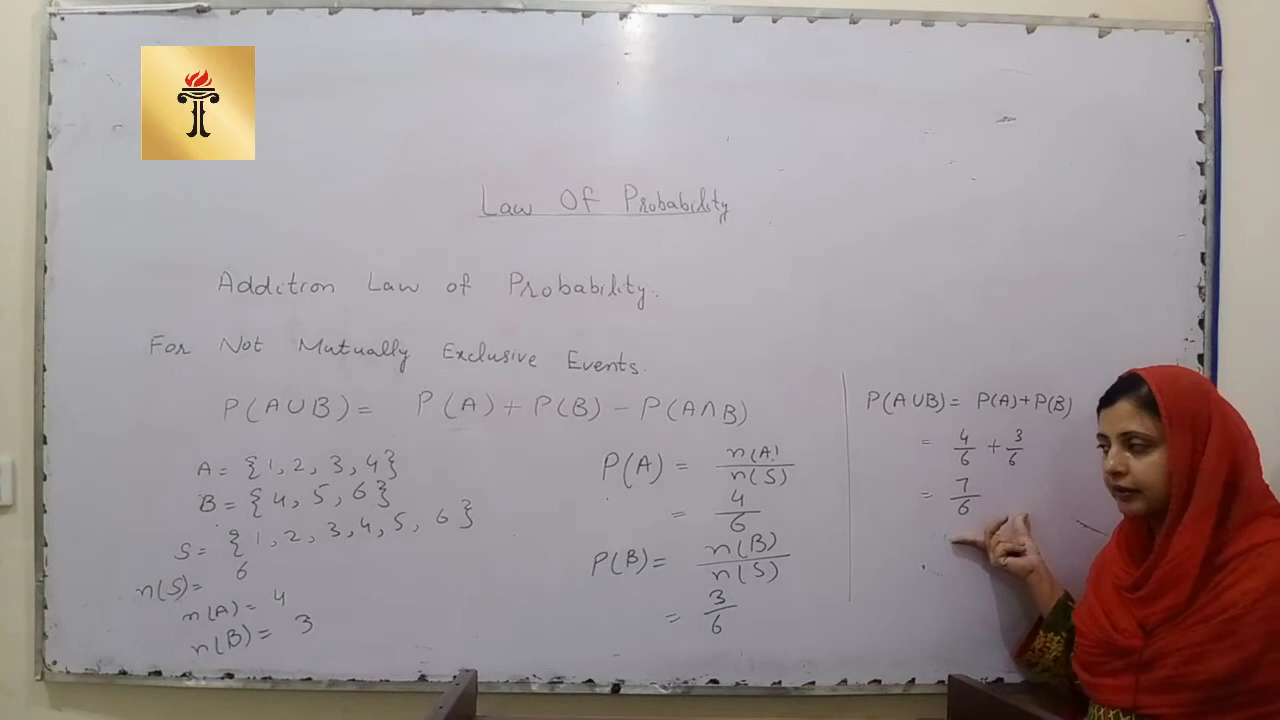 Law Of Probability
Addition Law of Probability:.
For Not Mutually Exclusive Events.
P(A∪B) = P(A) + P(B) - P(A∩B)
A = {1, 2, 3, 4}
B = {4, 5, 6}
S = {1, 2, 3, 4, 5, 6}
n(S) = 6
n(A) = 4
n(B) = 3
P(A) = n(A)/n(S)
= 4/6
P(B) = n(B)/n(S)
= 3/6
P(A∪B) = P(A) + P(B)
= 4/6 + 3/6
= 7/6